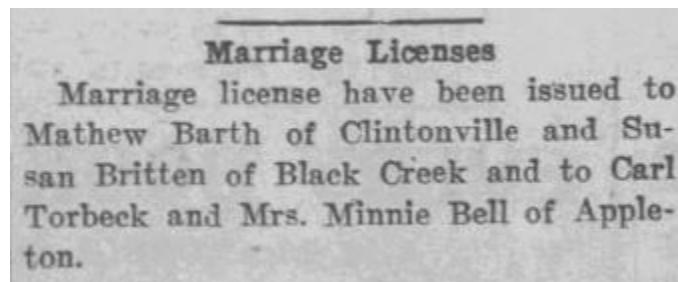 Marriage Licenses
Marriage license have been issued to
Mathew Barth of Clintonville and Su-
san Britten of Black Creek and to Carl
Torbeck and Mrs. Minnie Bell of Apple-
ton.